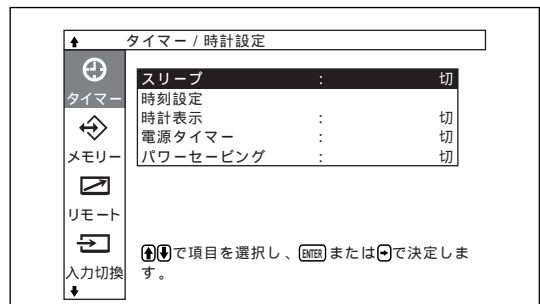 タイマー / 時計設定
タイマー
メモリー
リモート
入力切換
スリープ : 切
時刻設定
時計表示 : 切
電源タイマー : 切
パワーセービング : 切
で項目を選択し、ENTERまたはで決定しま
す。